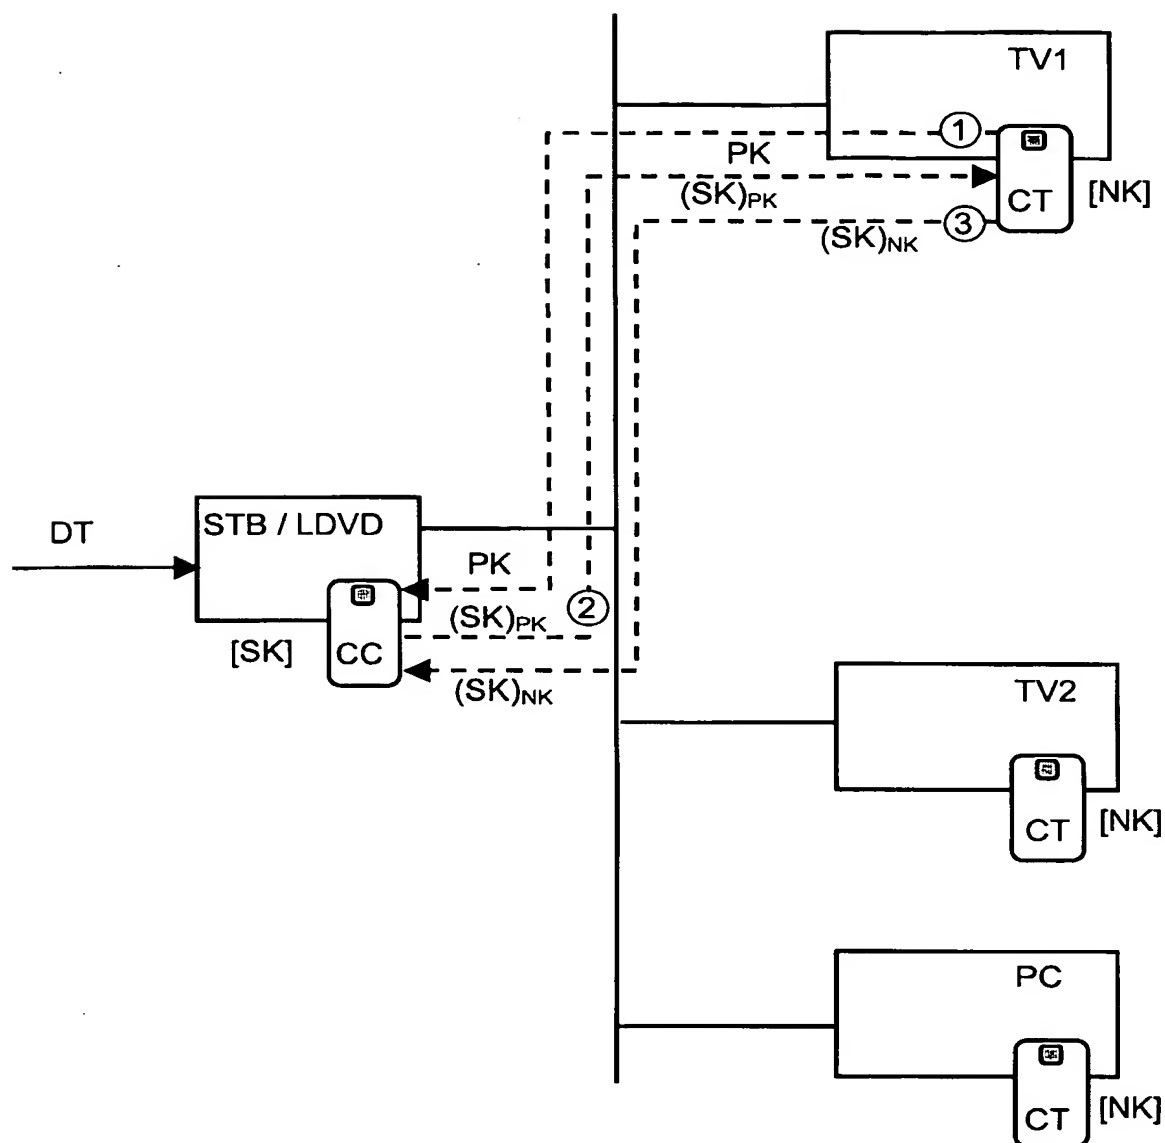 TV1
①
PK
(SK)PK
CT
[NK]
③
(SK)NK
DT
STB / LDVD
PK
②
(SK)PK
[SK]
CC
(SK)NK
TV2
CT
[NK]
PC
CT
[NK]